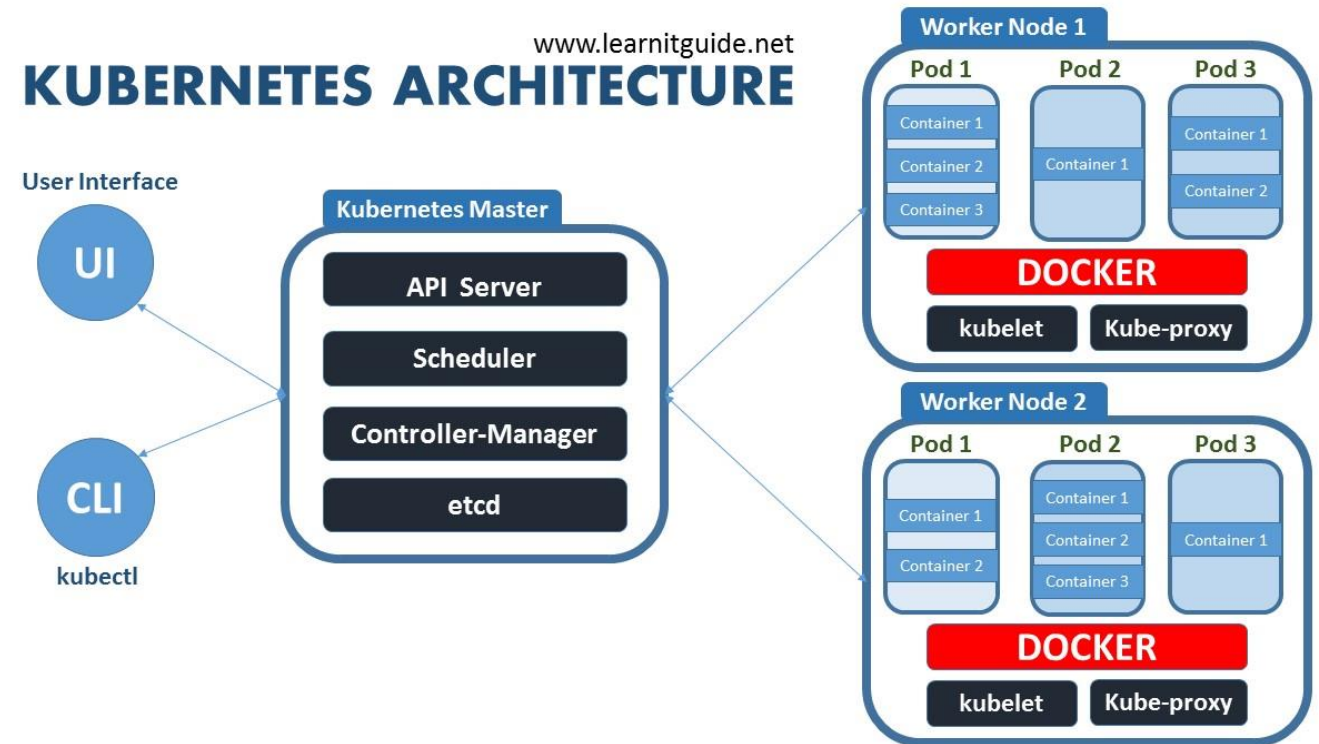 www.learnitguide.net
KUBERNETES ARCHITECTURE
User Interface
UI
CLI
kubectl
Kubernetes Master
API Server
Scheduler
Controller-Manager
etcd
Worker Node 1
Pod 1 Pod 2 Pod 3
Container 1
Container 2
Container 3
Container 1
Container 1
Container 2
DOCKER
kubelet Kube-proxy
Worker Node 2
Pod 1 Pod 2 Pod 3
Container 1
Container 2
Container 1
Container 2
Container 3
Container 1
DOCKER
kubelet Kube-proxy